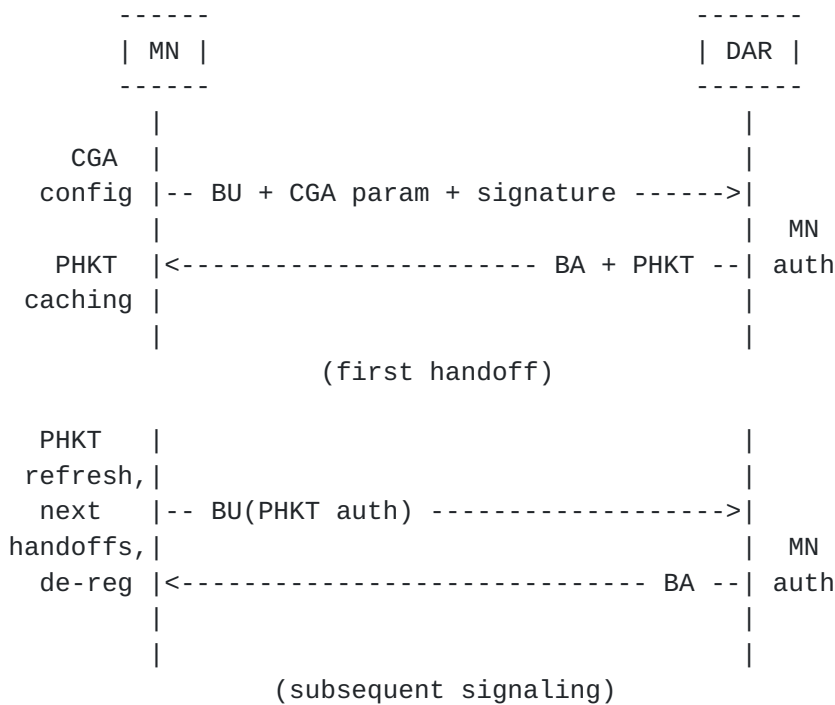 ------                               -------
| MN |                               | DAR |
------                               -------
|                                     |
CGA  |                                     |
config |-- BU + CGA param + signature ------>|
|                                     |  MN
PHKT  |<----------------------- BA + PHKT --| auth
caching |                                     |
|                                     |
(first handoff)
PHKT   |                                     |
refresh,|                                     |
next   |-- BU(PHKT auth) ------------------->|
handoffs,|                                     |  MN
de-reg |<------------------------------ BA --| auth
|                                     |
|                                     |
(subsequent signaling)